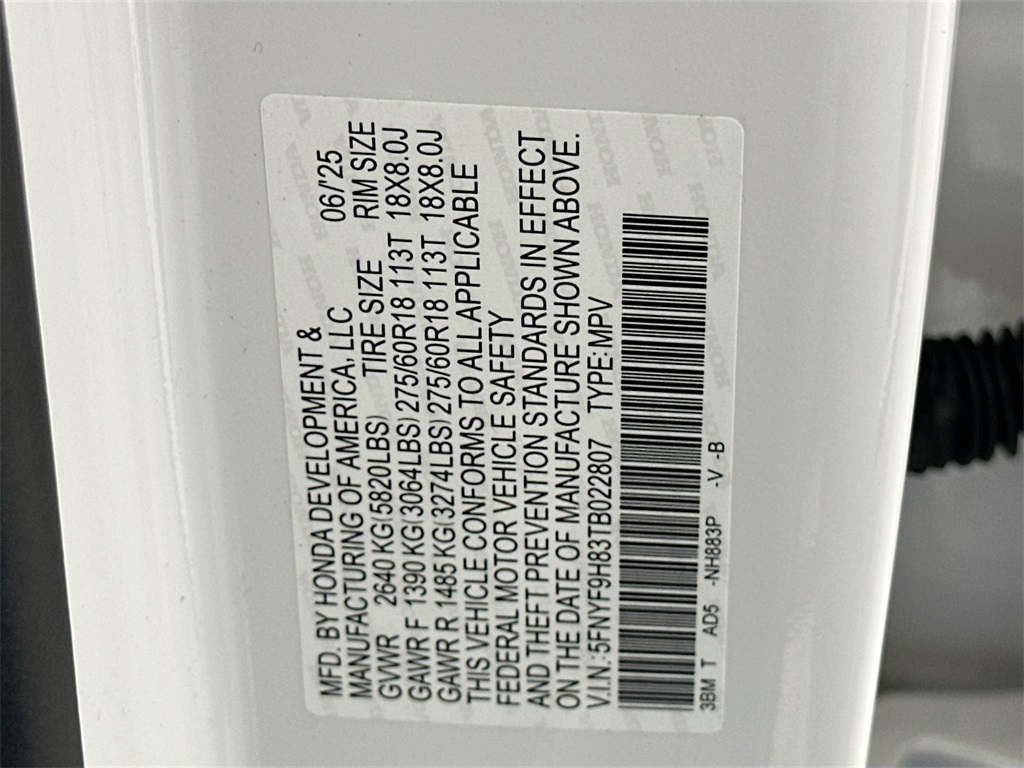 MFD. BY HONDA DEVELOPMENT &
MANUFACTURING OF AMERICA, LLC 06/'25
GVWR 2640 KG(5820LBS) TIRE SIZE RIM SIZE
GAWR F 1390 KG(3064LBS) 275/60R18 113T 18X8.0J
GAWR R 1485 KG(3274LBS) 275/60R18 113T 18X8.0J
THIS VEHICLE CONFORMS TO ALL APPLICABLE
FEDERAL MOTOR VEHICLE SAFETY
AND THEFT PREVENTION STANDARDS IN EFFECT
ON THE DATE OF MANUFACTURE SHOWN ABOVE.
V.I.N.: 5FNYF9H83TB022807 TYPE: MPV
3BM T AD5 -NH883P -V -B